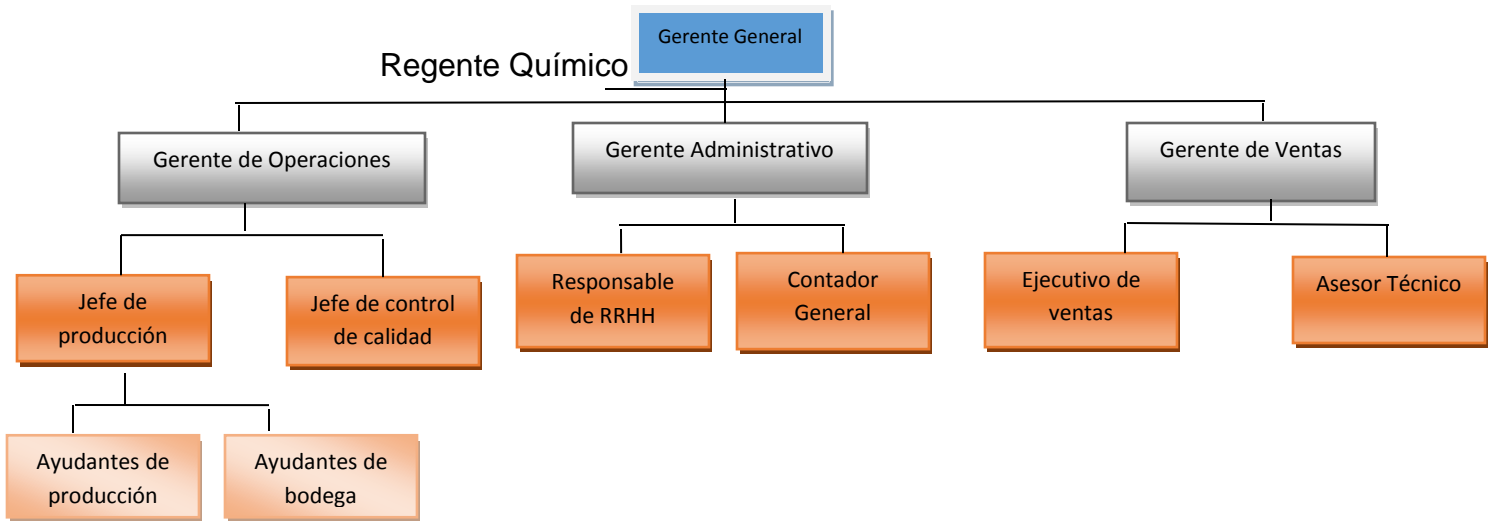 Gerente General
Regente Químico
Gerente de Operaciones
Gerente Administrativo
Gerente de Ventas
Jefe de
producción
Jefe de control
de calidad
Responsable
de RRHH
Contador
General
Ejecutivo de
ventas
Asesor Técnico
Ayudantes de
producción
Ayudantes de
bodega